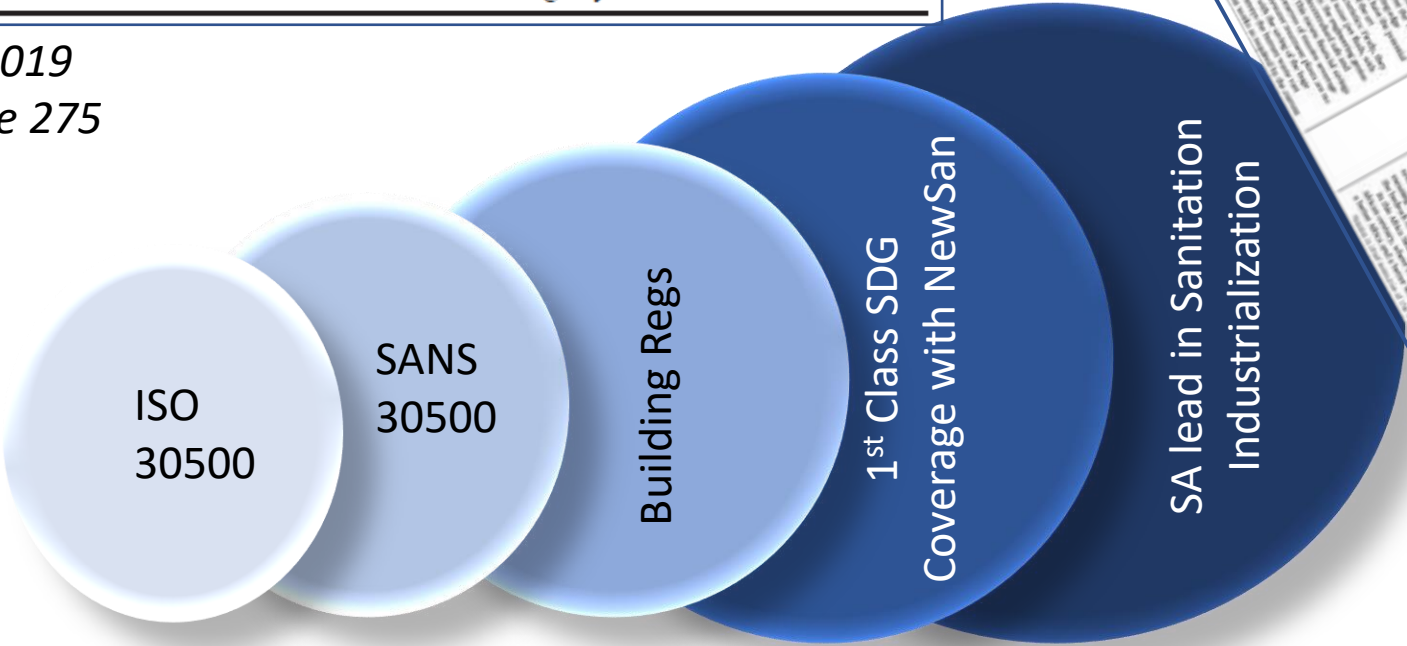 019
e 275
ISO
30500
SANS
30500
Building Regs
1st Class SDG
Coverage with NewSan
SA lead in Sanitation
Industrialization